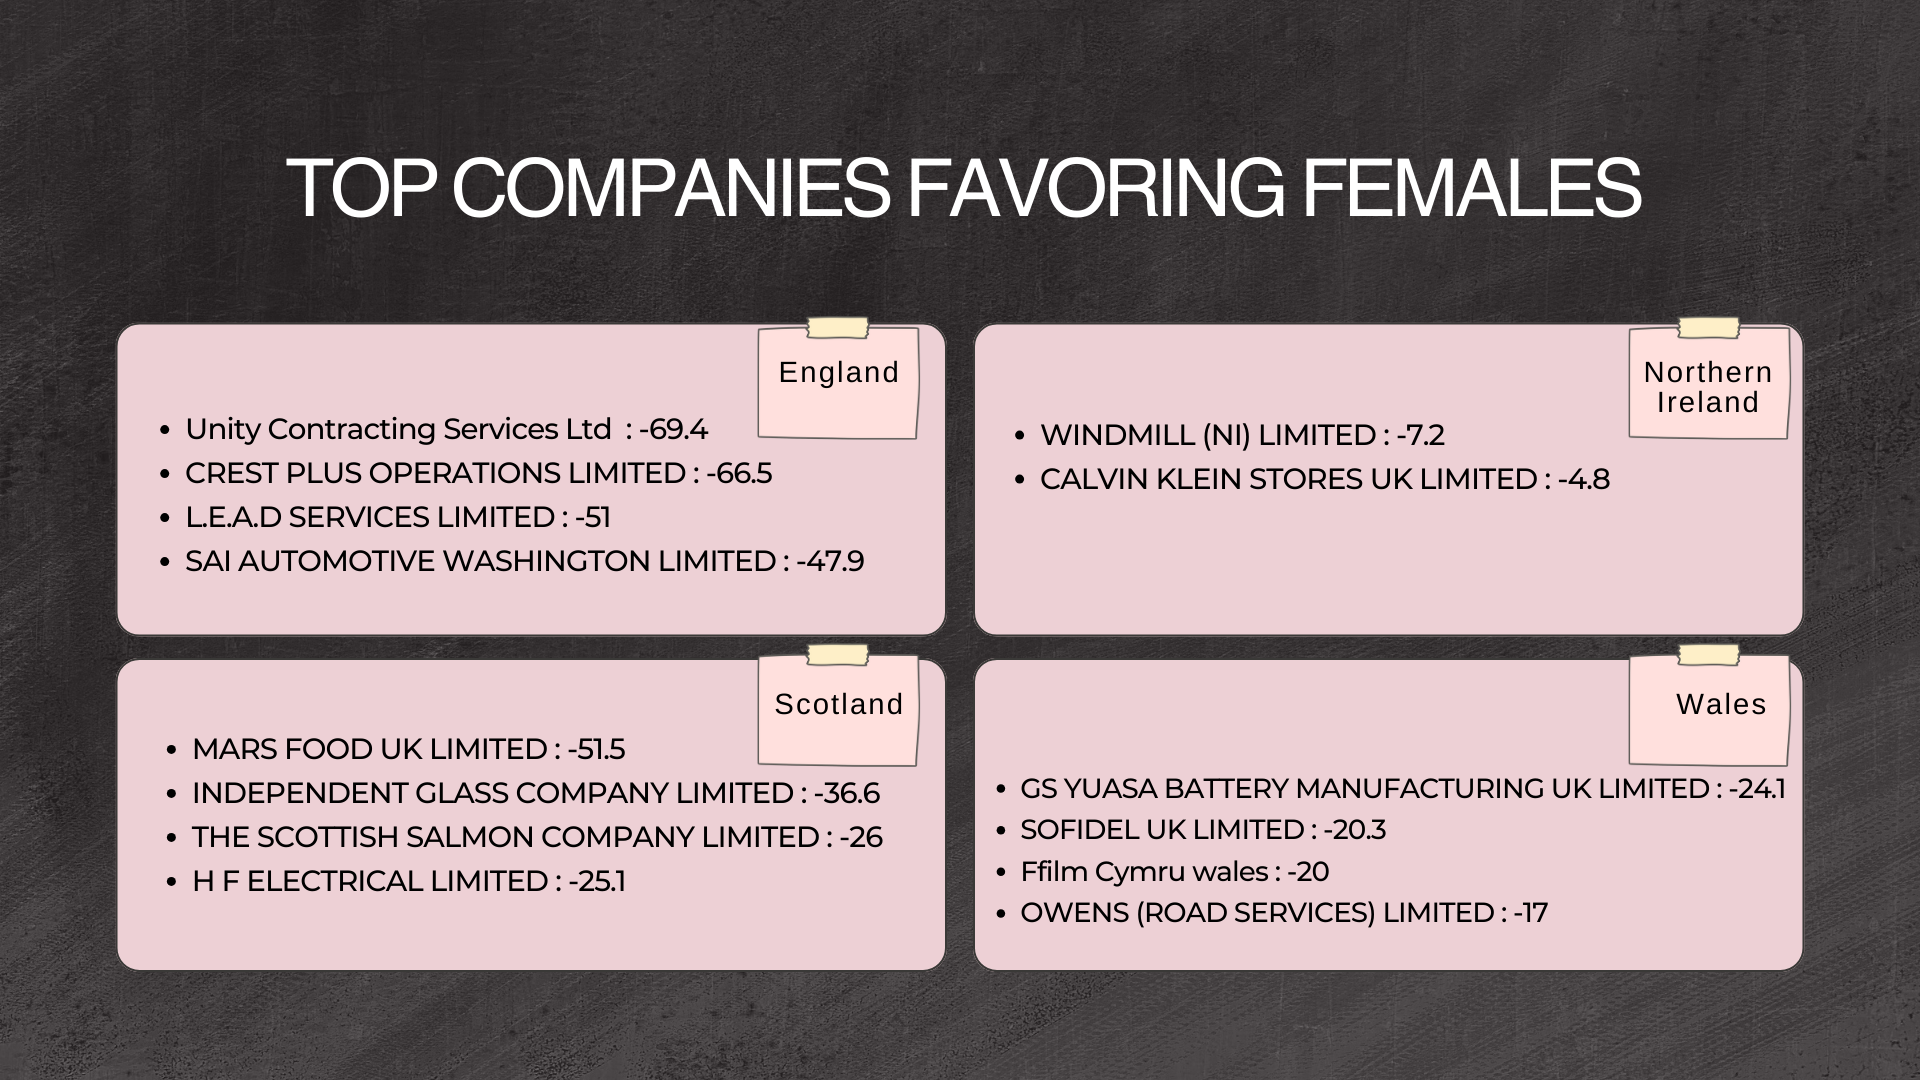 TOP COMPANIES FAVORING FEMALES
England
• Unity Contracting Services Ltd  : -69.4
• CREST PLUS OPERATIONS LIMITED : -66.5
• L.E.A.D SERVICES LIMITED : -51
• SAI AUTOMOTIVE WASHINGTON LIMITED : -47.9
Northern
Ireland
• WINDMILL (NI) LIMITED : -7.2
• CALVIN KLEIN STORES UK LIMITED : -4.8
Scotland
• MARS FOOD UK LIMITED : -51.5
• INDEPENDENT GLASS COMPANY LIMITED : -36.6
• THE SCOTTISH SALMON COMPANY LIMITED : -26
• H F ELECTRICAL LIMITED : -25.1
Wales
• GS YUASA BATTERY MANUFACTURING UK LIMITED : -24.1
• SOFIDEL UK LIMITED : -20.3
• Ffilm Cymru wales : -20
• OWENS (ROAD SERVICES) LIMITED : -17